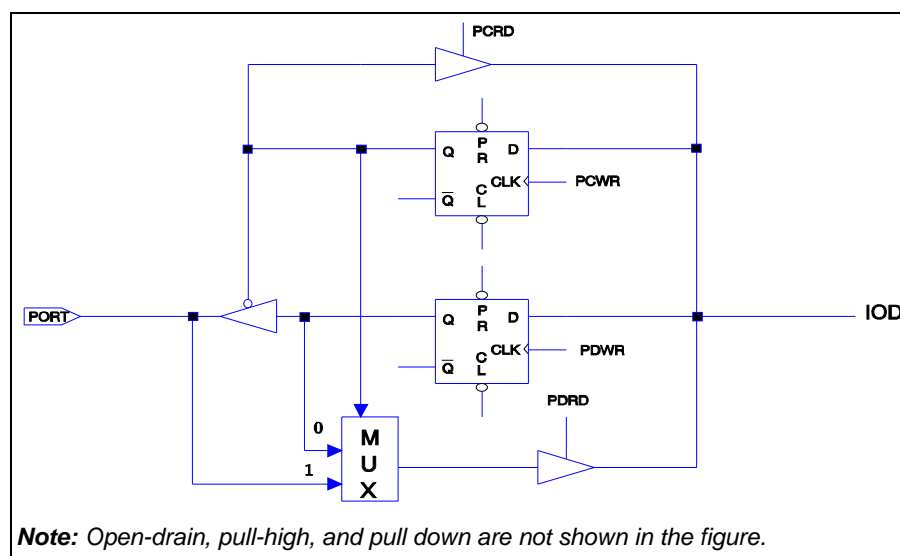 PCRD
Q
P
R
D
CLK
PCWR
Q
C
L
PORT
Q
P
R
D
IOD
CLK
PDWR
Q
C
L
PDRD
0
1
M
U
X
Note: Open-drain, pull-high, and pull down are not shown in the figure.